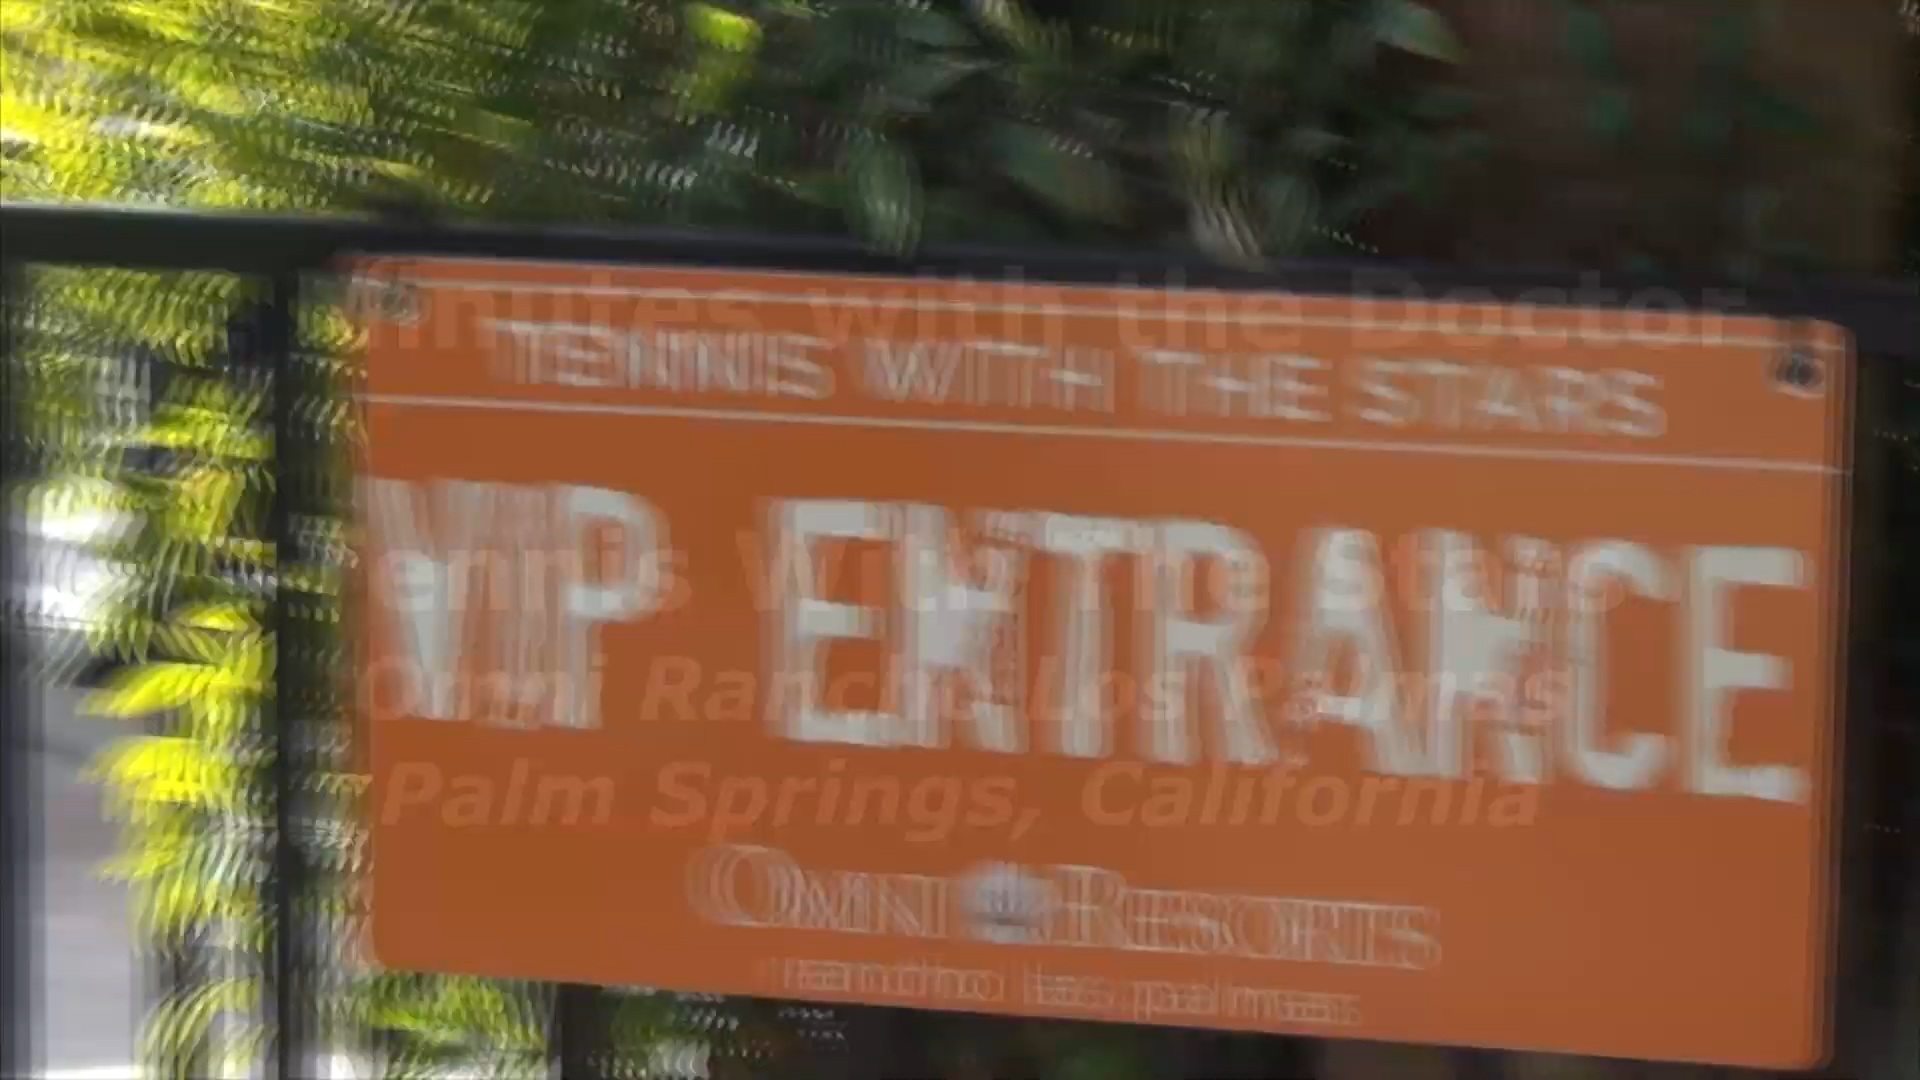 inutes with the Doctor
TENNIS WITH THE STARS
VIP ENTRANCE
Tennis With The Stars
Omni Rancho Los Palmas
Palm Springs, California
OMNI RESORTS
rancho las palmas